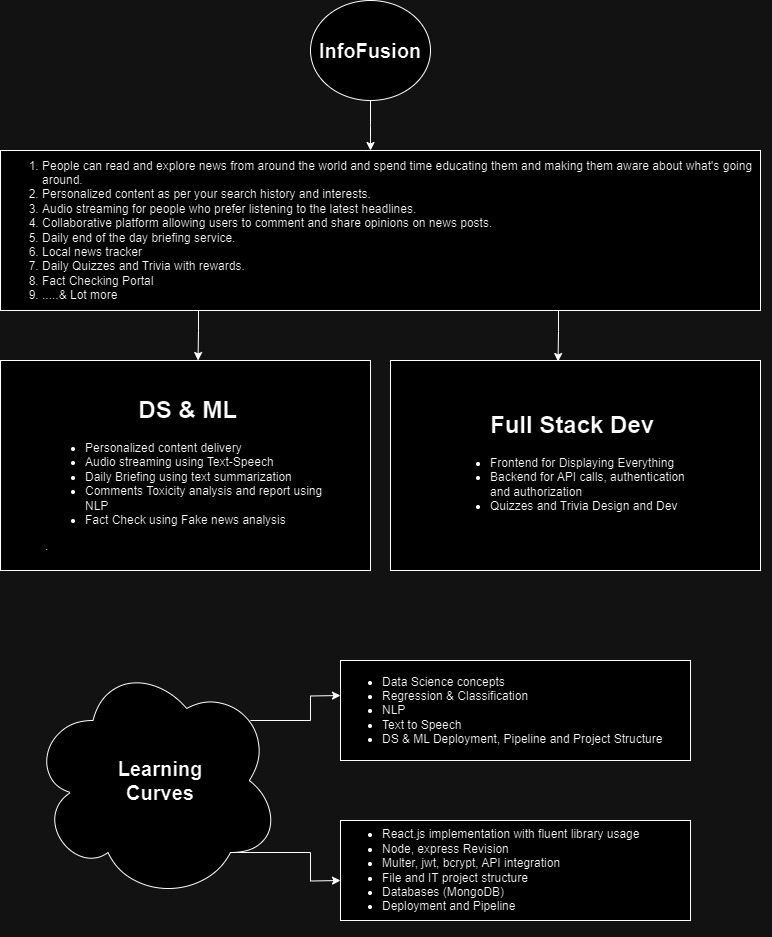 InfoFusion
1. People can read and explore news from around the world and spend time educating them and making them aware about what's going
around.
2. Personalized content as per your search history and interests.
3. Audio streaming for people who prefer listening to the latest headlines.
4. Collaborative platform allowing users to comment and share opinions on news posts.
5. Daily end of the day briefing service.
6. Local news tracker
7. Daily Quizzes and Trivia with rewards.
8. Fact Checking Portal
9. .....& Lot more
DS & ML
• Personalized content delivery
• Audio streaming using Text-Speech
• Daily Briefing using text summarization
• Comments Toxicity analysis and report using
NLP
• Fact Check using Fake news analysis
.
Full Stack Dev
• Frontend for Displaying Everything
• Backend for API calls, authentication
and authorization
• Quizzes and Trivia Design and Dev
Learning
Curves
• Data Science concepts
• Regression & Classification
• NLP
• Text to Speech
• DS & ML Deployment, Pipeline and Project Structure
• React.js implementation with fluent library usage
• Node, express Revision
• Multer, jwt, bcrypt, API integration
• File and IT project structure
• Databases (MongoDB)
• Deployment and Pipeline